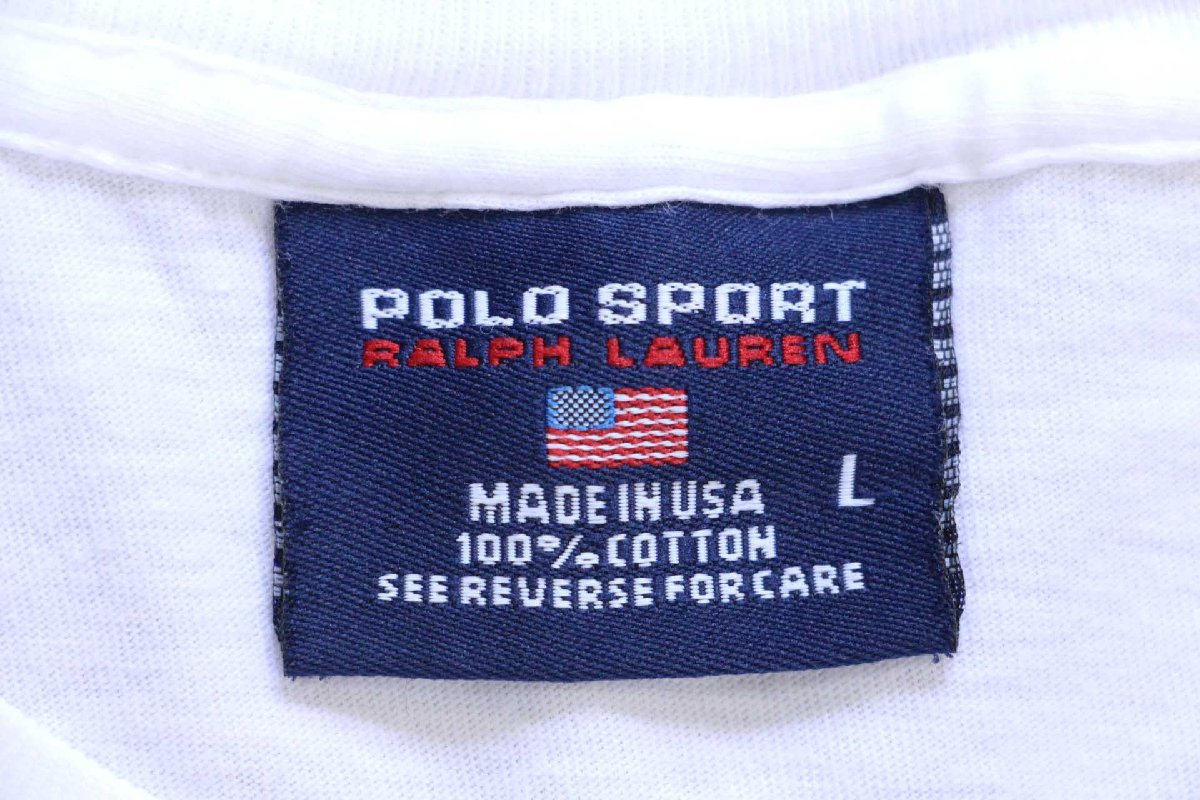 POLO SPORT
RALPH LAUREN
MADE IN USA
L
100% COTTON
SEE REVERSE FOR CARE